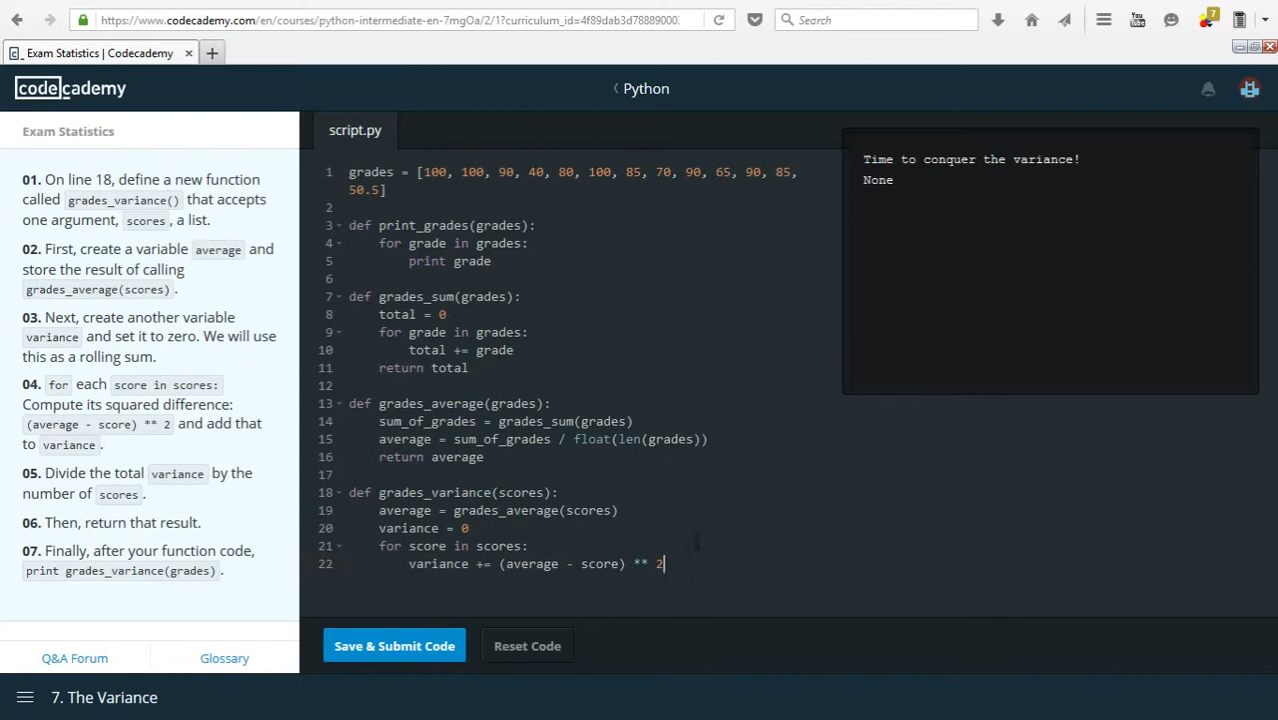 https://www.codecademy.com/en/courses/python-intermediate-en-7mgOa/2/1?curriculum_id=4f89dab3d78889000:
Search
7
Exam Statistics | Codecademy
codecademy
Python
Exam Statistics
01. On line 18, define a new function
called grades_variance() that accepts
one argument, scores, a list.
02. First, create a variable average and
store the result of calling
grades_average(scores).
03. Next, create another variable
variance and set it to zero. We will use
this as a rolling sum.
04. for each score in scores:
Compute its squared difference:
(average - score) ** 2 and add that
to variance.
05. Divide the total variance by the
number of scores.
06. Then, return that result.
07. Finally, after your function code,
print grades_variance(grades).
Q&A Forum
Glossary
script.py
1 grades = [100, 100, 90, 40, 80, 100, 85, 70, 90, 65, 90, 85,
50.5]
2
3 def print_grades(grades):
4 for grade in grades:
5 print grade
6
7 def grades_sum(grades):
8 total = 0
9 for grade in grades:
10 total += grade
11 return total
12
13 def grades_average(grades):
14 sum_of_grades = grades_sum(grades)
15 average = sum_of_grades / float(len(grades))
16 return average
17
18 def grades_variance(scores):
19 average = grades_average(scores)
20 variance = 0
21 for score in scores:
22 variance += (average - score) ** 2
Time to conquer the variance!
None
Save & Submit Code
Reset Code
7. The Variance